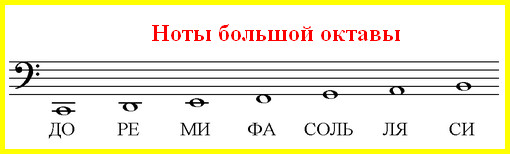 Ноты большой октавы
ДО РЕ МИ ФА СОЛЬ ЛЯ СИ